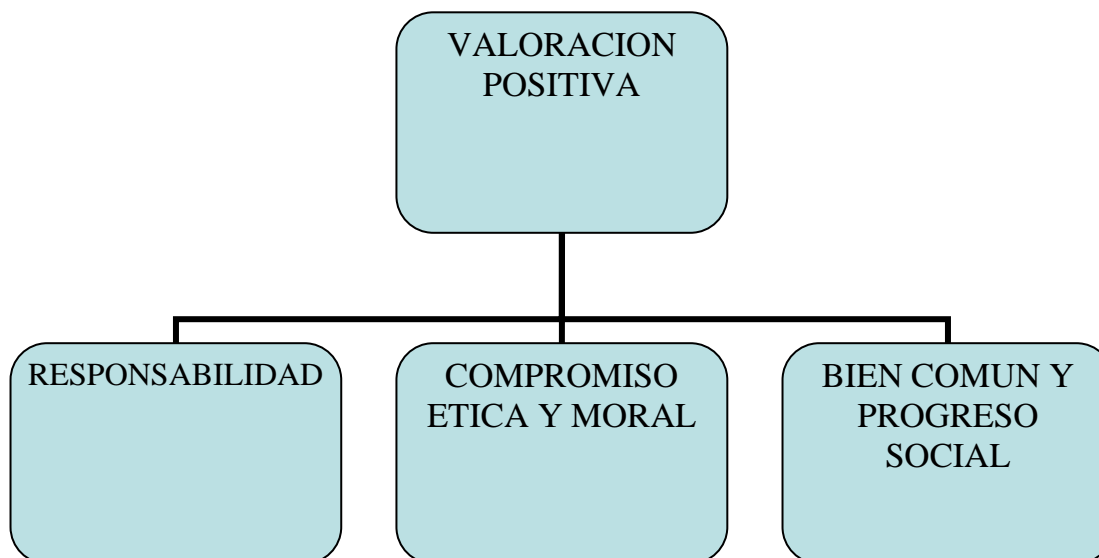 VALORACION
POSITIVA
RESPONSABILIDAD
COMPROMISO
ETICA Y MORAL
BIEN COMUN Y
PROGRESO
SOCIAL